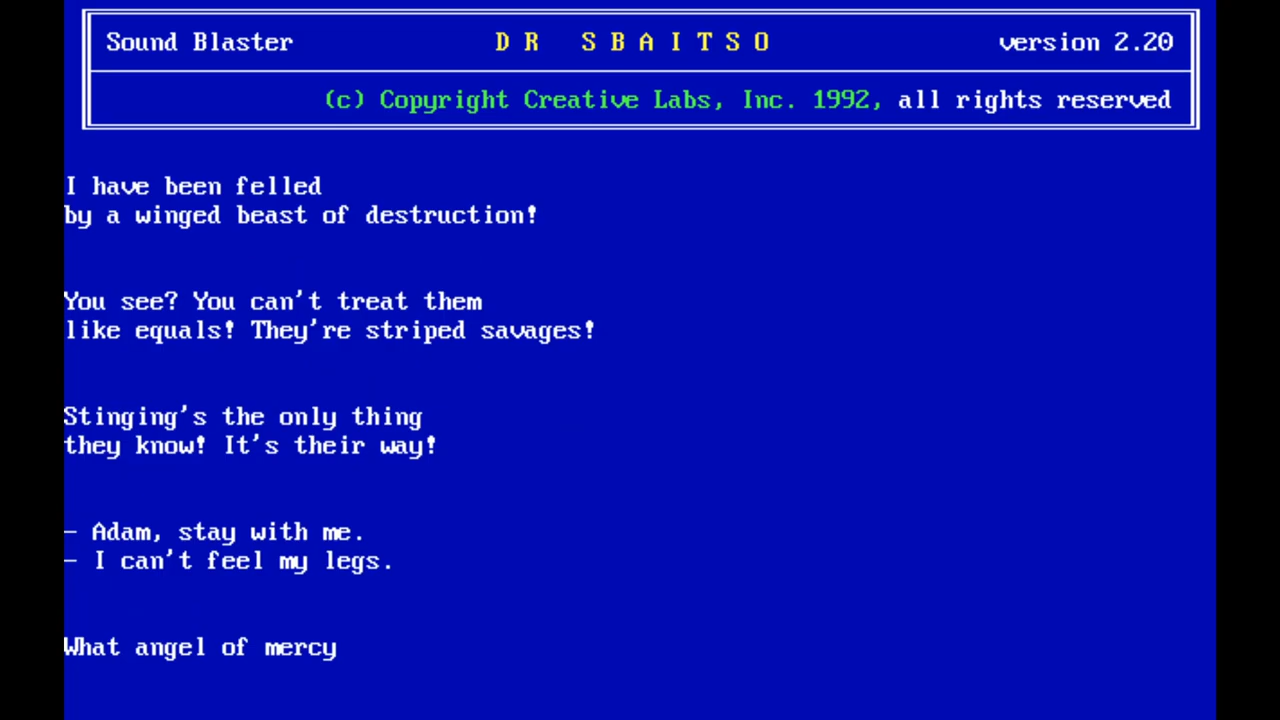 Sound Blaster D R S B A I T S O version 2.20
(c) Copyright Creative Labs, Inc. 1992, all rights reserved
I have been felled
by a winged beast of destruction!
You see? You can't treat them
like equals! They're striped savages!
Stinging's the only thing
they know! It's their way!
- Adam, stay with me.
- I can't feel my legs.
What angel of mercy